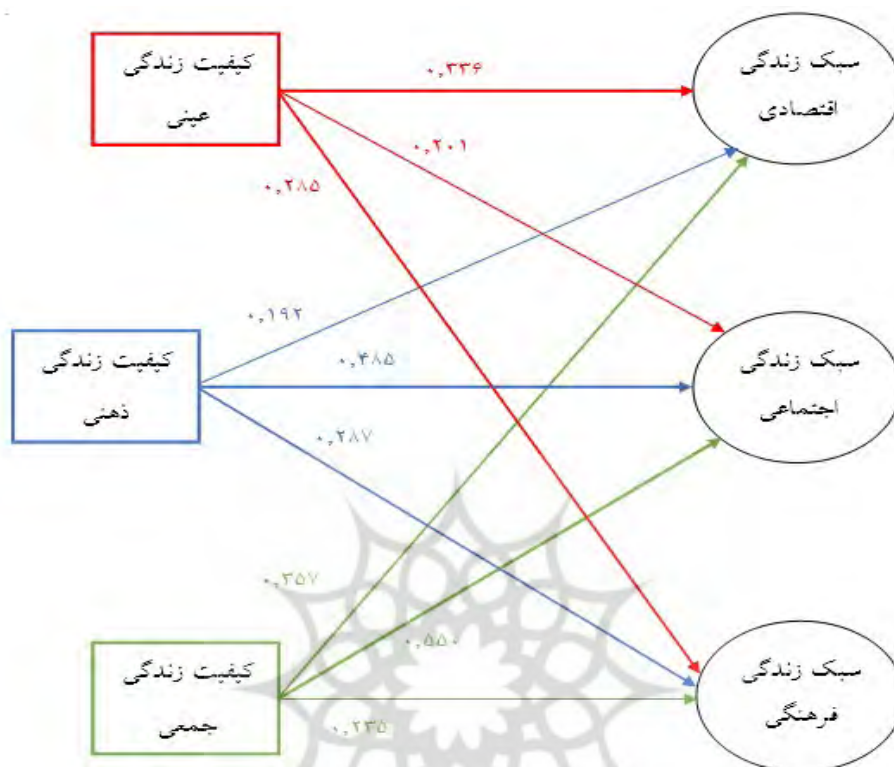 کیفیت زندگی
عینی
سبک زندگی
اقتصادی
۰,۳۳۶
۰,۲۰۱
۰,۲۸۵
۰,۱۹۲
کیفیت زندگی
ذهنی
سبک زندگی
اجتماعی
۰,۴۸۵
۰,۲۸۷
۰,۳۵۷
۰,۵۵۰
کیفیت زندگی
جمعی
سبک زندگی
فرهنگی
۰,۲۳۵